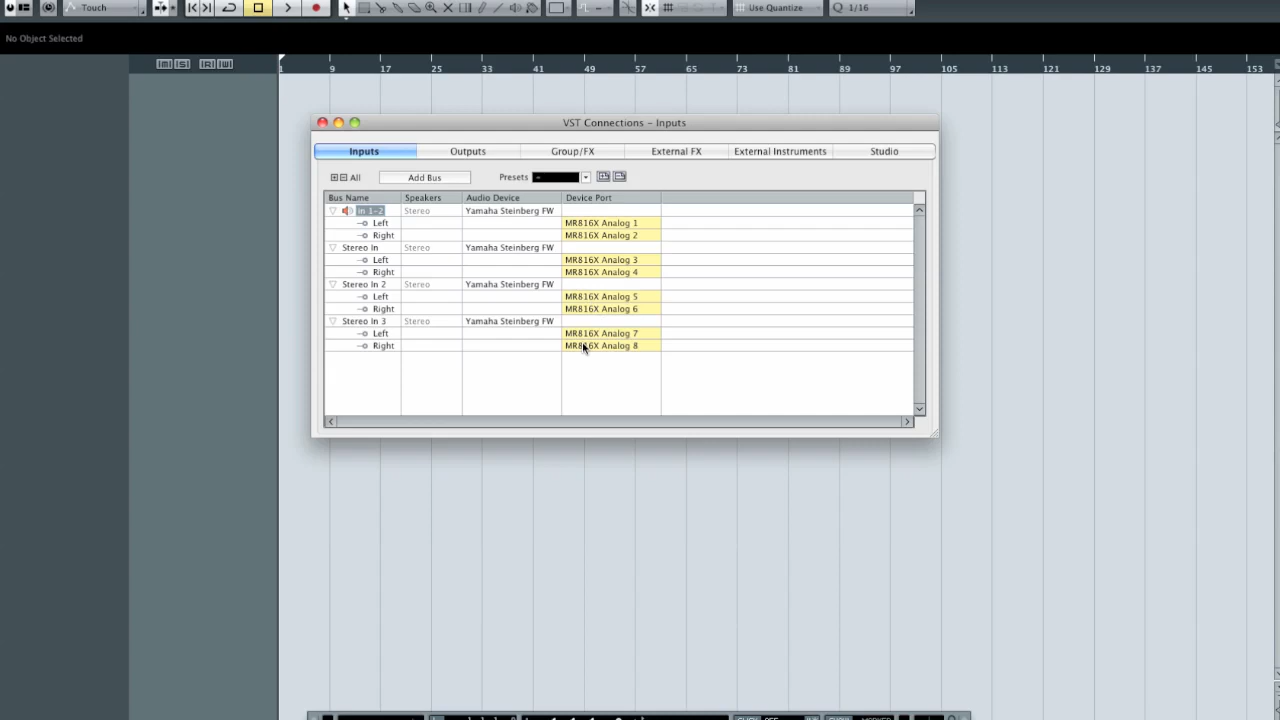 Touch Use Quantize Q 1/16
No Object Selected
M S R W
1 9 17 25 33 41 49 57 65 73 81 89 97 105 113 121 129 137 145 153
VST Connections – Inputs
Inputs Outputs Group/FX External FX External Instruments Studio
All Add Bus Presets -
Bus Name Speakers Audio Device Device Port
In 1-2 Stereo Yamaha Steinberg FW
Left MR816X Analog 1
Right MR816X Analog 2
Stereo In Stereo Yamaha Steinberg FW
Left MR816X Analog 3
Right MR816X Analog 4
Stereo In 2 Stereo Yamaha Steinberg FW
Left MR816X Analog 5
Right MR816X Analog 6
Stereo In 3 Stereo Yamaha Steinberg FW
Left MR816X Analog 7
Right MR816X Analog 8